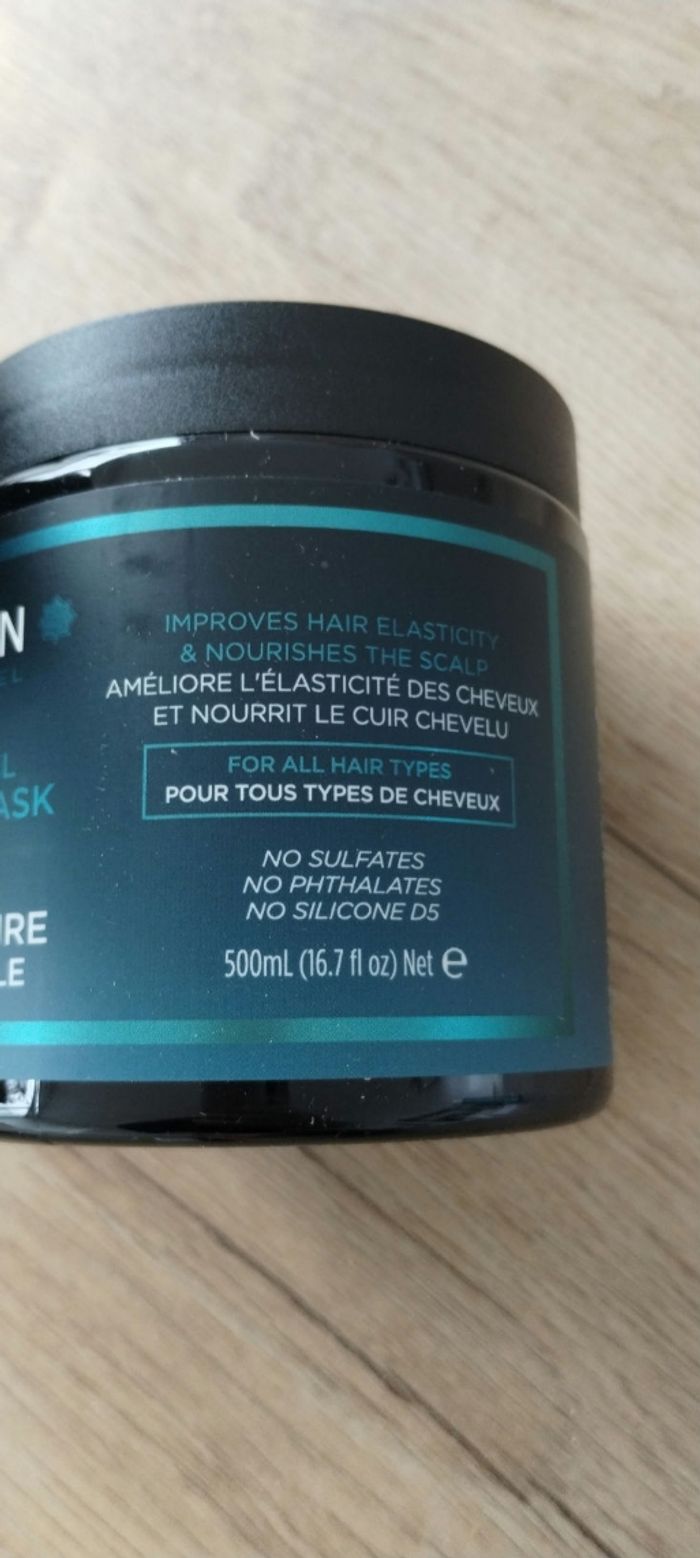 IMPROVES HAIR ELASTICITY
& NOURISHES THE SCALP
AMÉLIORE L'ÉLASTICITÉ DES CHEVEUX
ET NOURRIT LE CUIR CHEVELU
FOR ALL HAIR TYPES
POUR TOUS TYPES DE CHEVEUX
NO SULFATES
NO PHTHALATES
NO SILICONE D5
500mL (16.7 fl oz) Net e